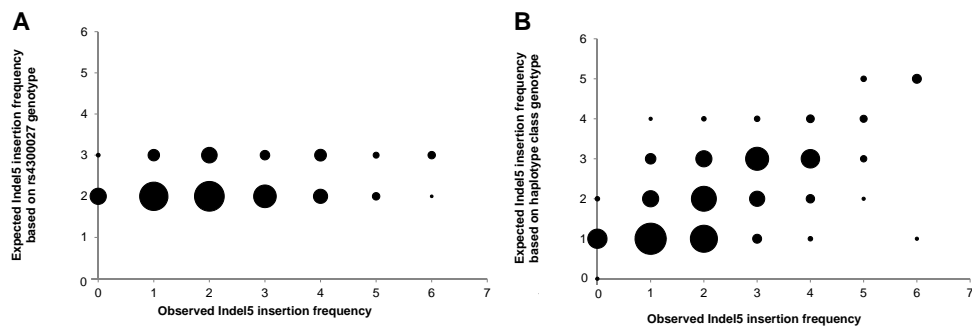 A
Expected Indel5 insertion frequency
based on rs4300027 genotype
6
5
4
3
2
1
0
0 1 2 3 4 5 6 7
Observed Indel5 insertion frequency
B
Expected Indel5 insertion frequency
based on haplotype class genotype
6
5
4
3
2
1
0
0 1 2 3 4 5 6 7
Observed Indel5 insertion frequency